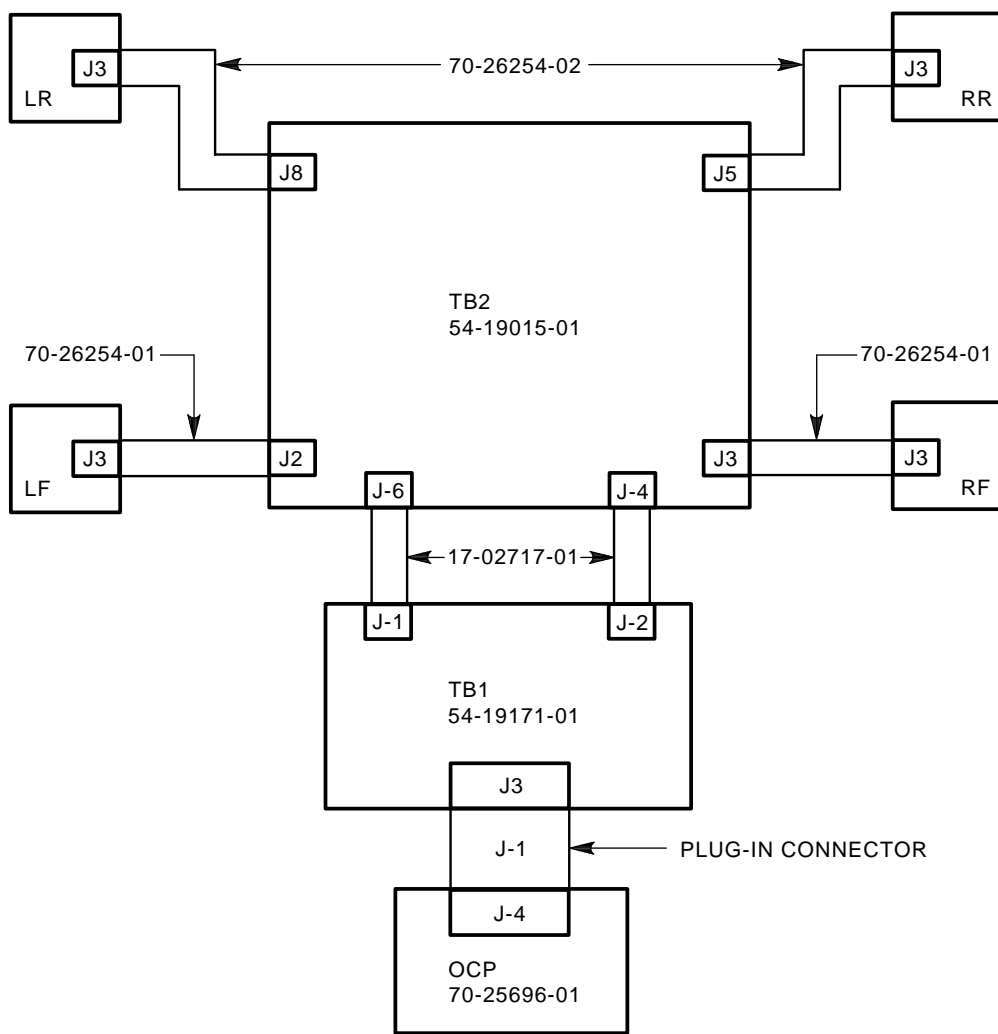 J3
70-26254-02
J3
LR
RR
J8
J5
TB2
54-19015-01
70-26254-01
70-26254-01
J3
J2
J3
J3
LF
RF
J-6
J-4
17-02717-01
J-1
J-2
TB1
54-19171-01
J3
J-1
PLUG-IN CONNECTOR
J-4
OCP
70-25696-01